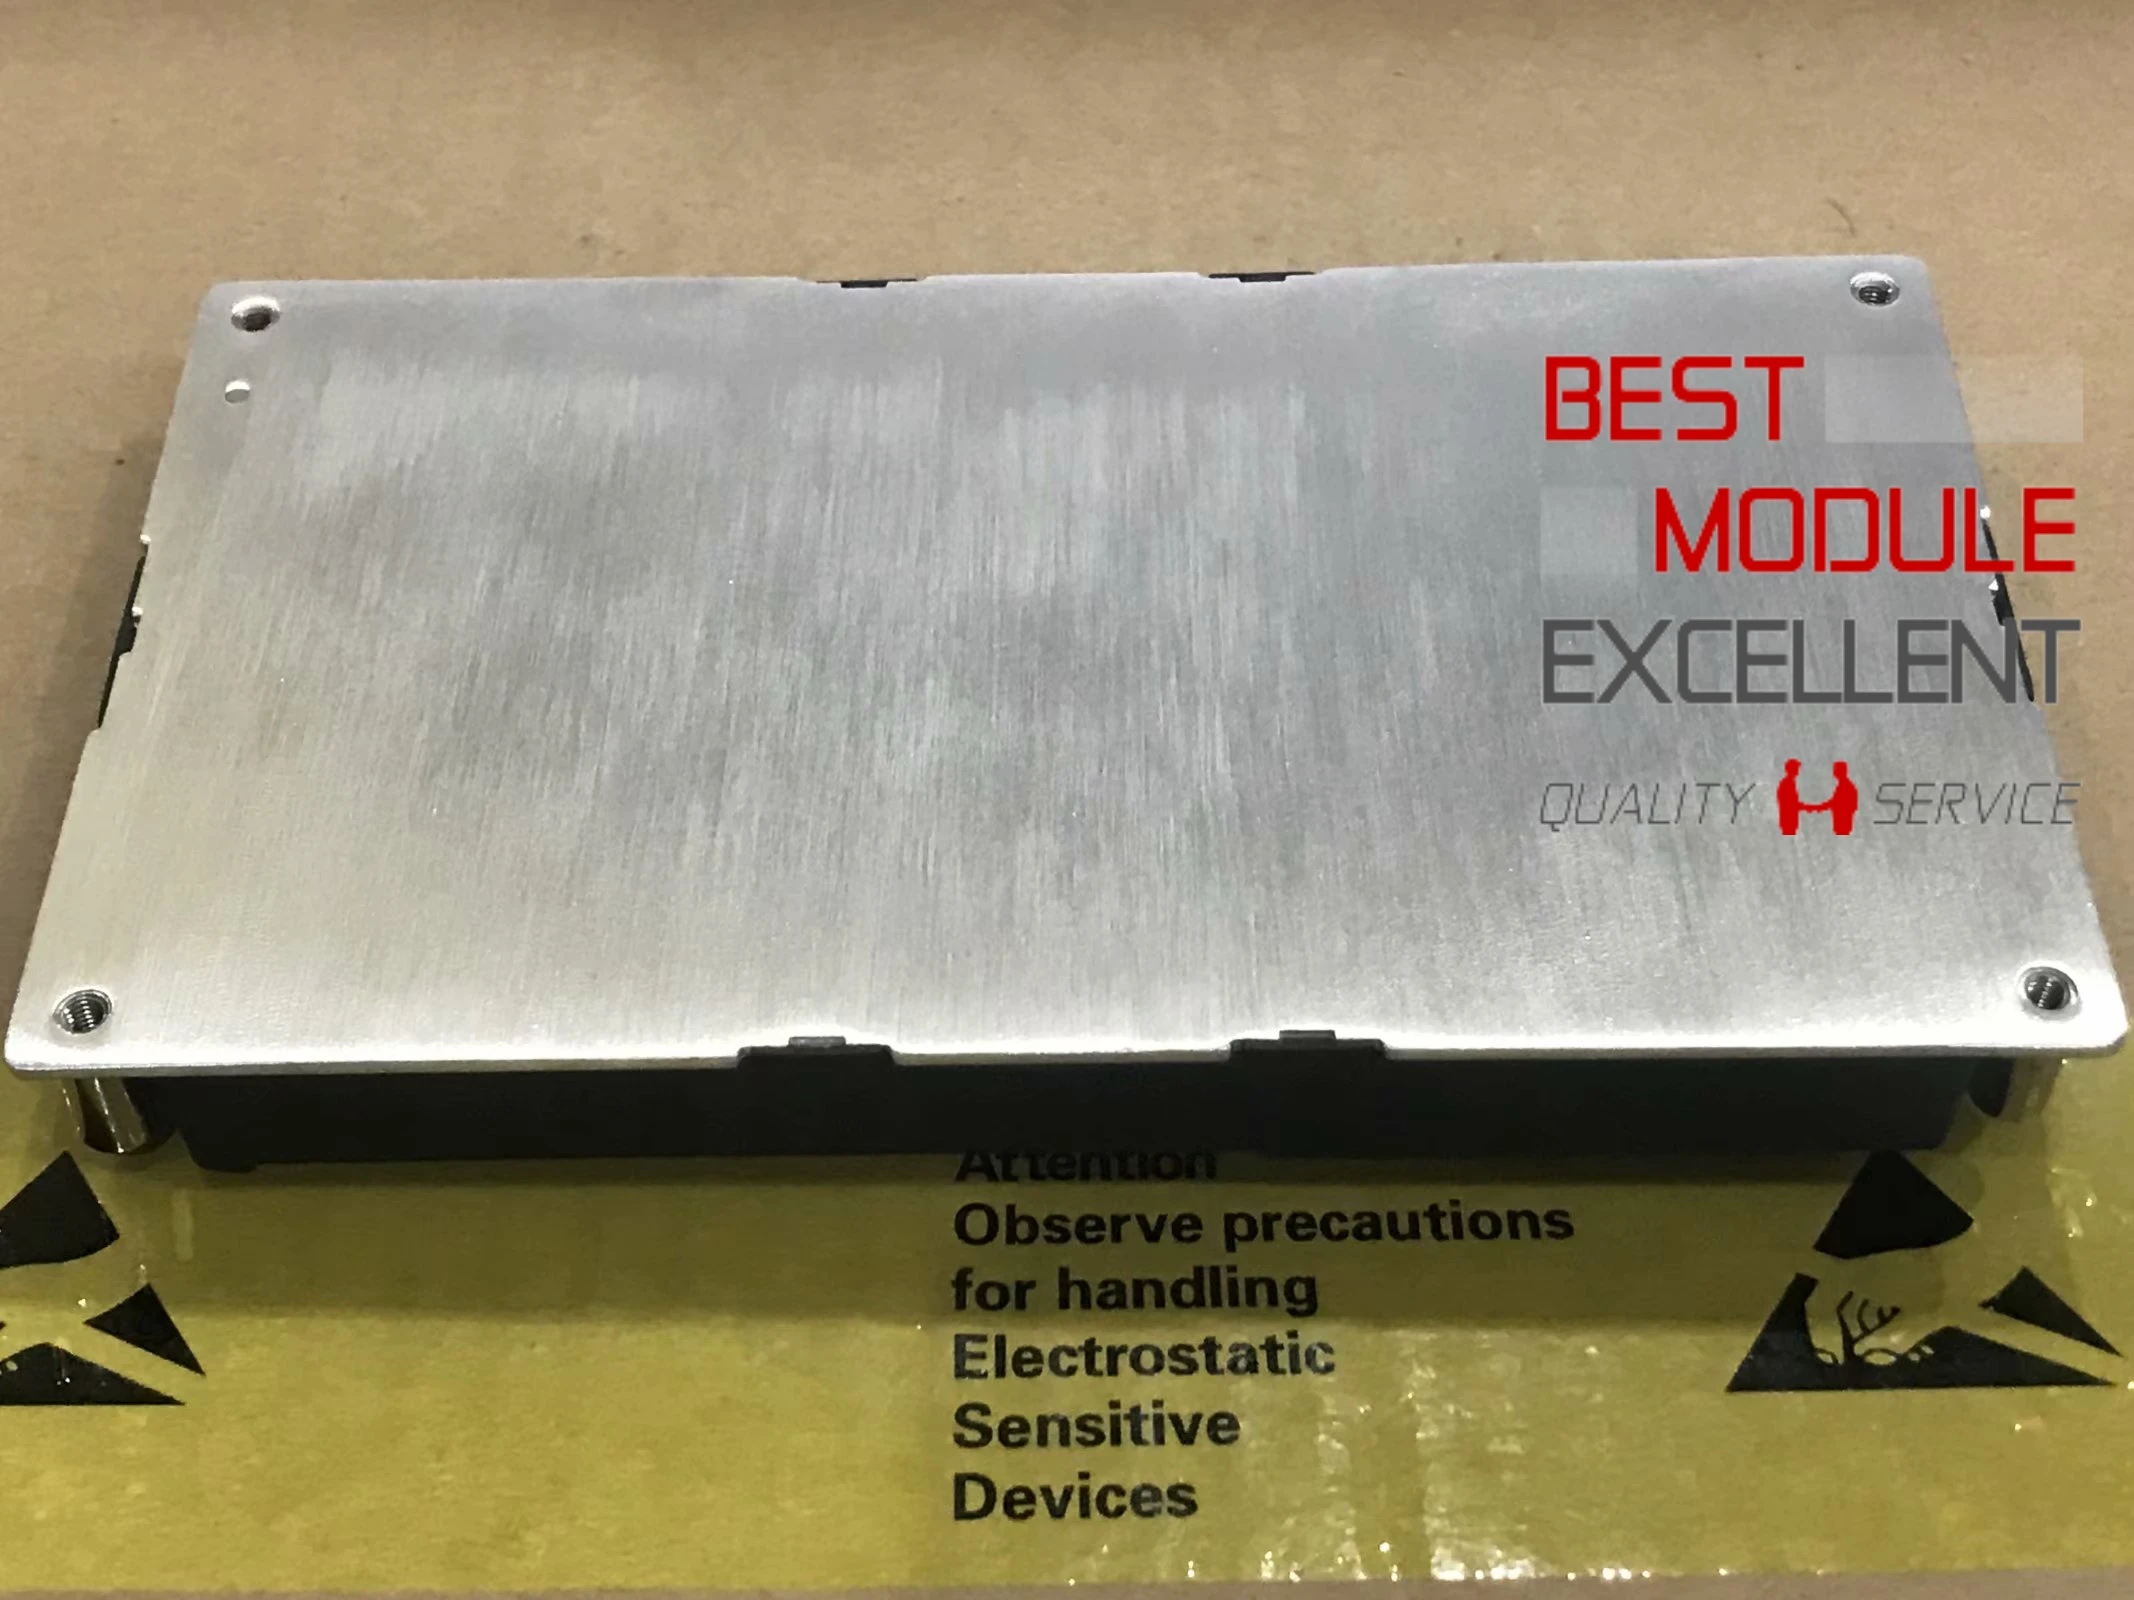 BEST
MODULE
EXCELLENT
QUALITY SERVICE
Attention
Observe precautions
for handling
Electrostatic
Sensitive
Devices